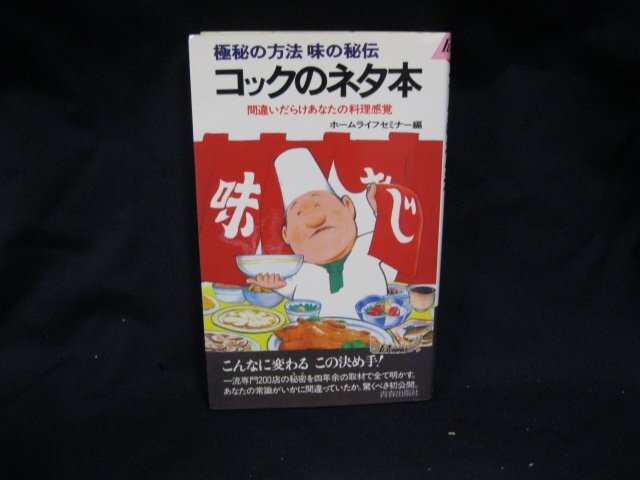 極秘の方法 味の秘伝
コックのネタ本
間違いだらけあなたの料理感覚
ホームライフセミナー編
味
こんなに変わる この決め手!
一流専門200店の秘密を四年余の取材で全て明かす。
あなたの常識がいかに間違っていたか。驚くべき初公開。
青春出版社